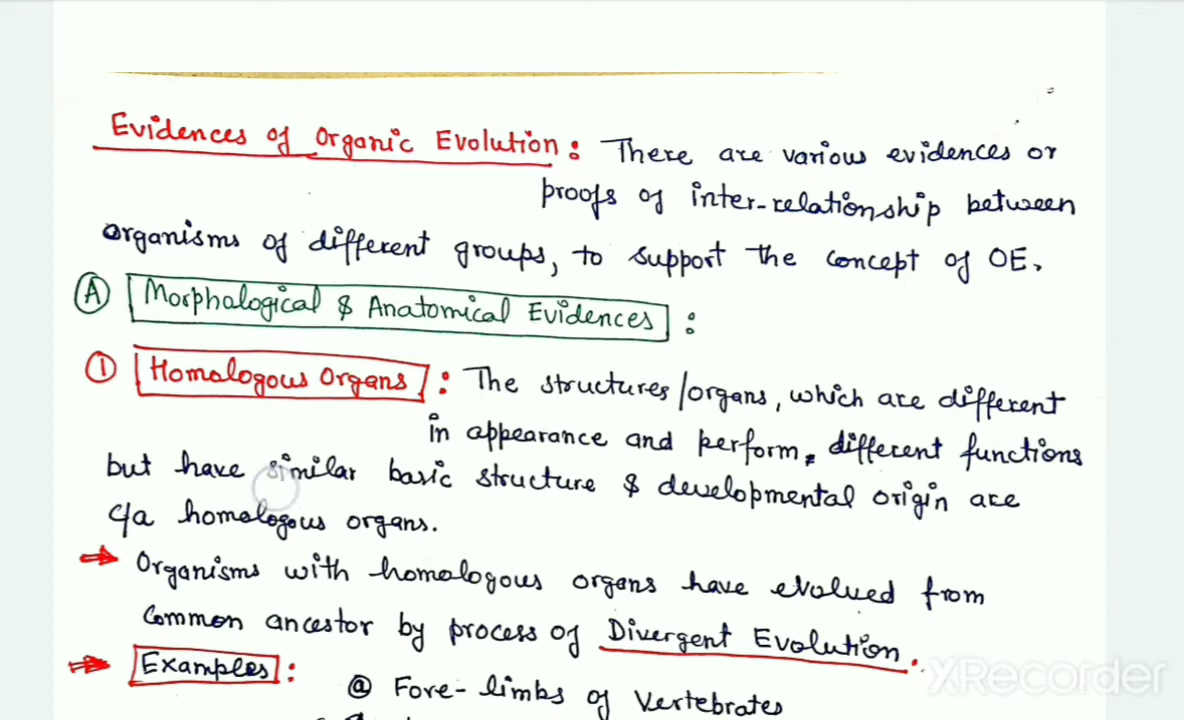 Evidences of Organic Evolution : There are various evidences or
proofs of inter-relationship between
organisms of different groups, to support the concept of OE.
A Morphalogical & Anatomical Evidences :
1 Homologous Organs : The structures/organs, which are different
in appearance and perform, different functions
but have similar basic structure & developmental origin are
c/a homologous organs.
→ Organisms with homologous organs have evolved from
common ancestor by process of Divergent Evolution.
→ Examples :
@ Fore-limbs of Vertebrates
XRecorder